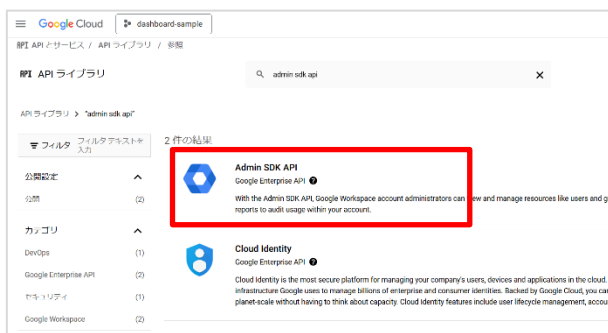 Google Cloud
dashboard-sample
API APIとサービス / API ライブラリ / 参照
API API ライブラリ
admin sdk api
API ライブラリ > "admin sdk api"
フィルタ フィルタ テキストを入力
2 件の結果
公開設定
公開 (2)
カテゴリ
DevOps (1)
Google Enterprise API (2)
セキュリティ (1)
Google Workspace (2)
Admin SDK API
Google Enterprise API
With the Admin SDK API, Google Workspace account administrators can view and manage resources like users and g
reports to audit usage within your account.
Cloud Identity
Google Enterprise API
Cloud Identity is the most secure platform for managing your company's users, devices and applications in the cloud.
infrastructure Google uses to manage billions of enterprise and consumer identities. Backed by Google Cloud, you can
planet-scale without having to think about capacity. Cloud Identity features include user lifecycle management, accou